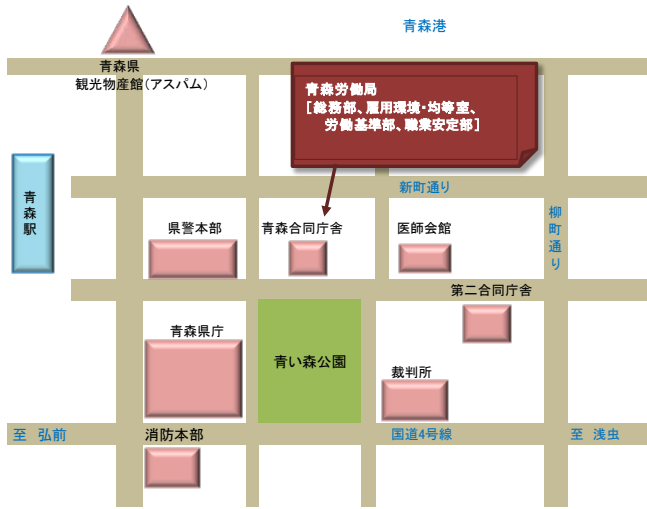 青森港
青森県
観光物産館(アスパム)
青森労働局
[総務部、雇用環境・均等室、
労働基準部、職業安定部]
青森駅
新町通り
柳町通り
県警本部
青森合同庁舎
医師会館
第二合同庁舎
青森県庁
青い森公園
裁判所
至 弘前
消防本部
国道4号線
至 浅虫